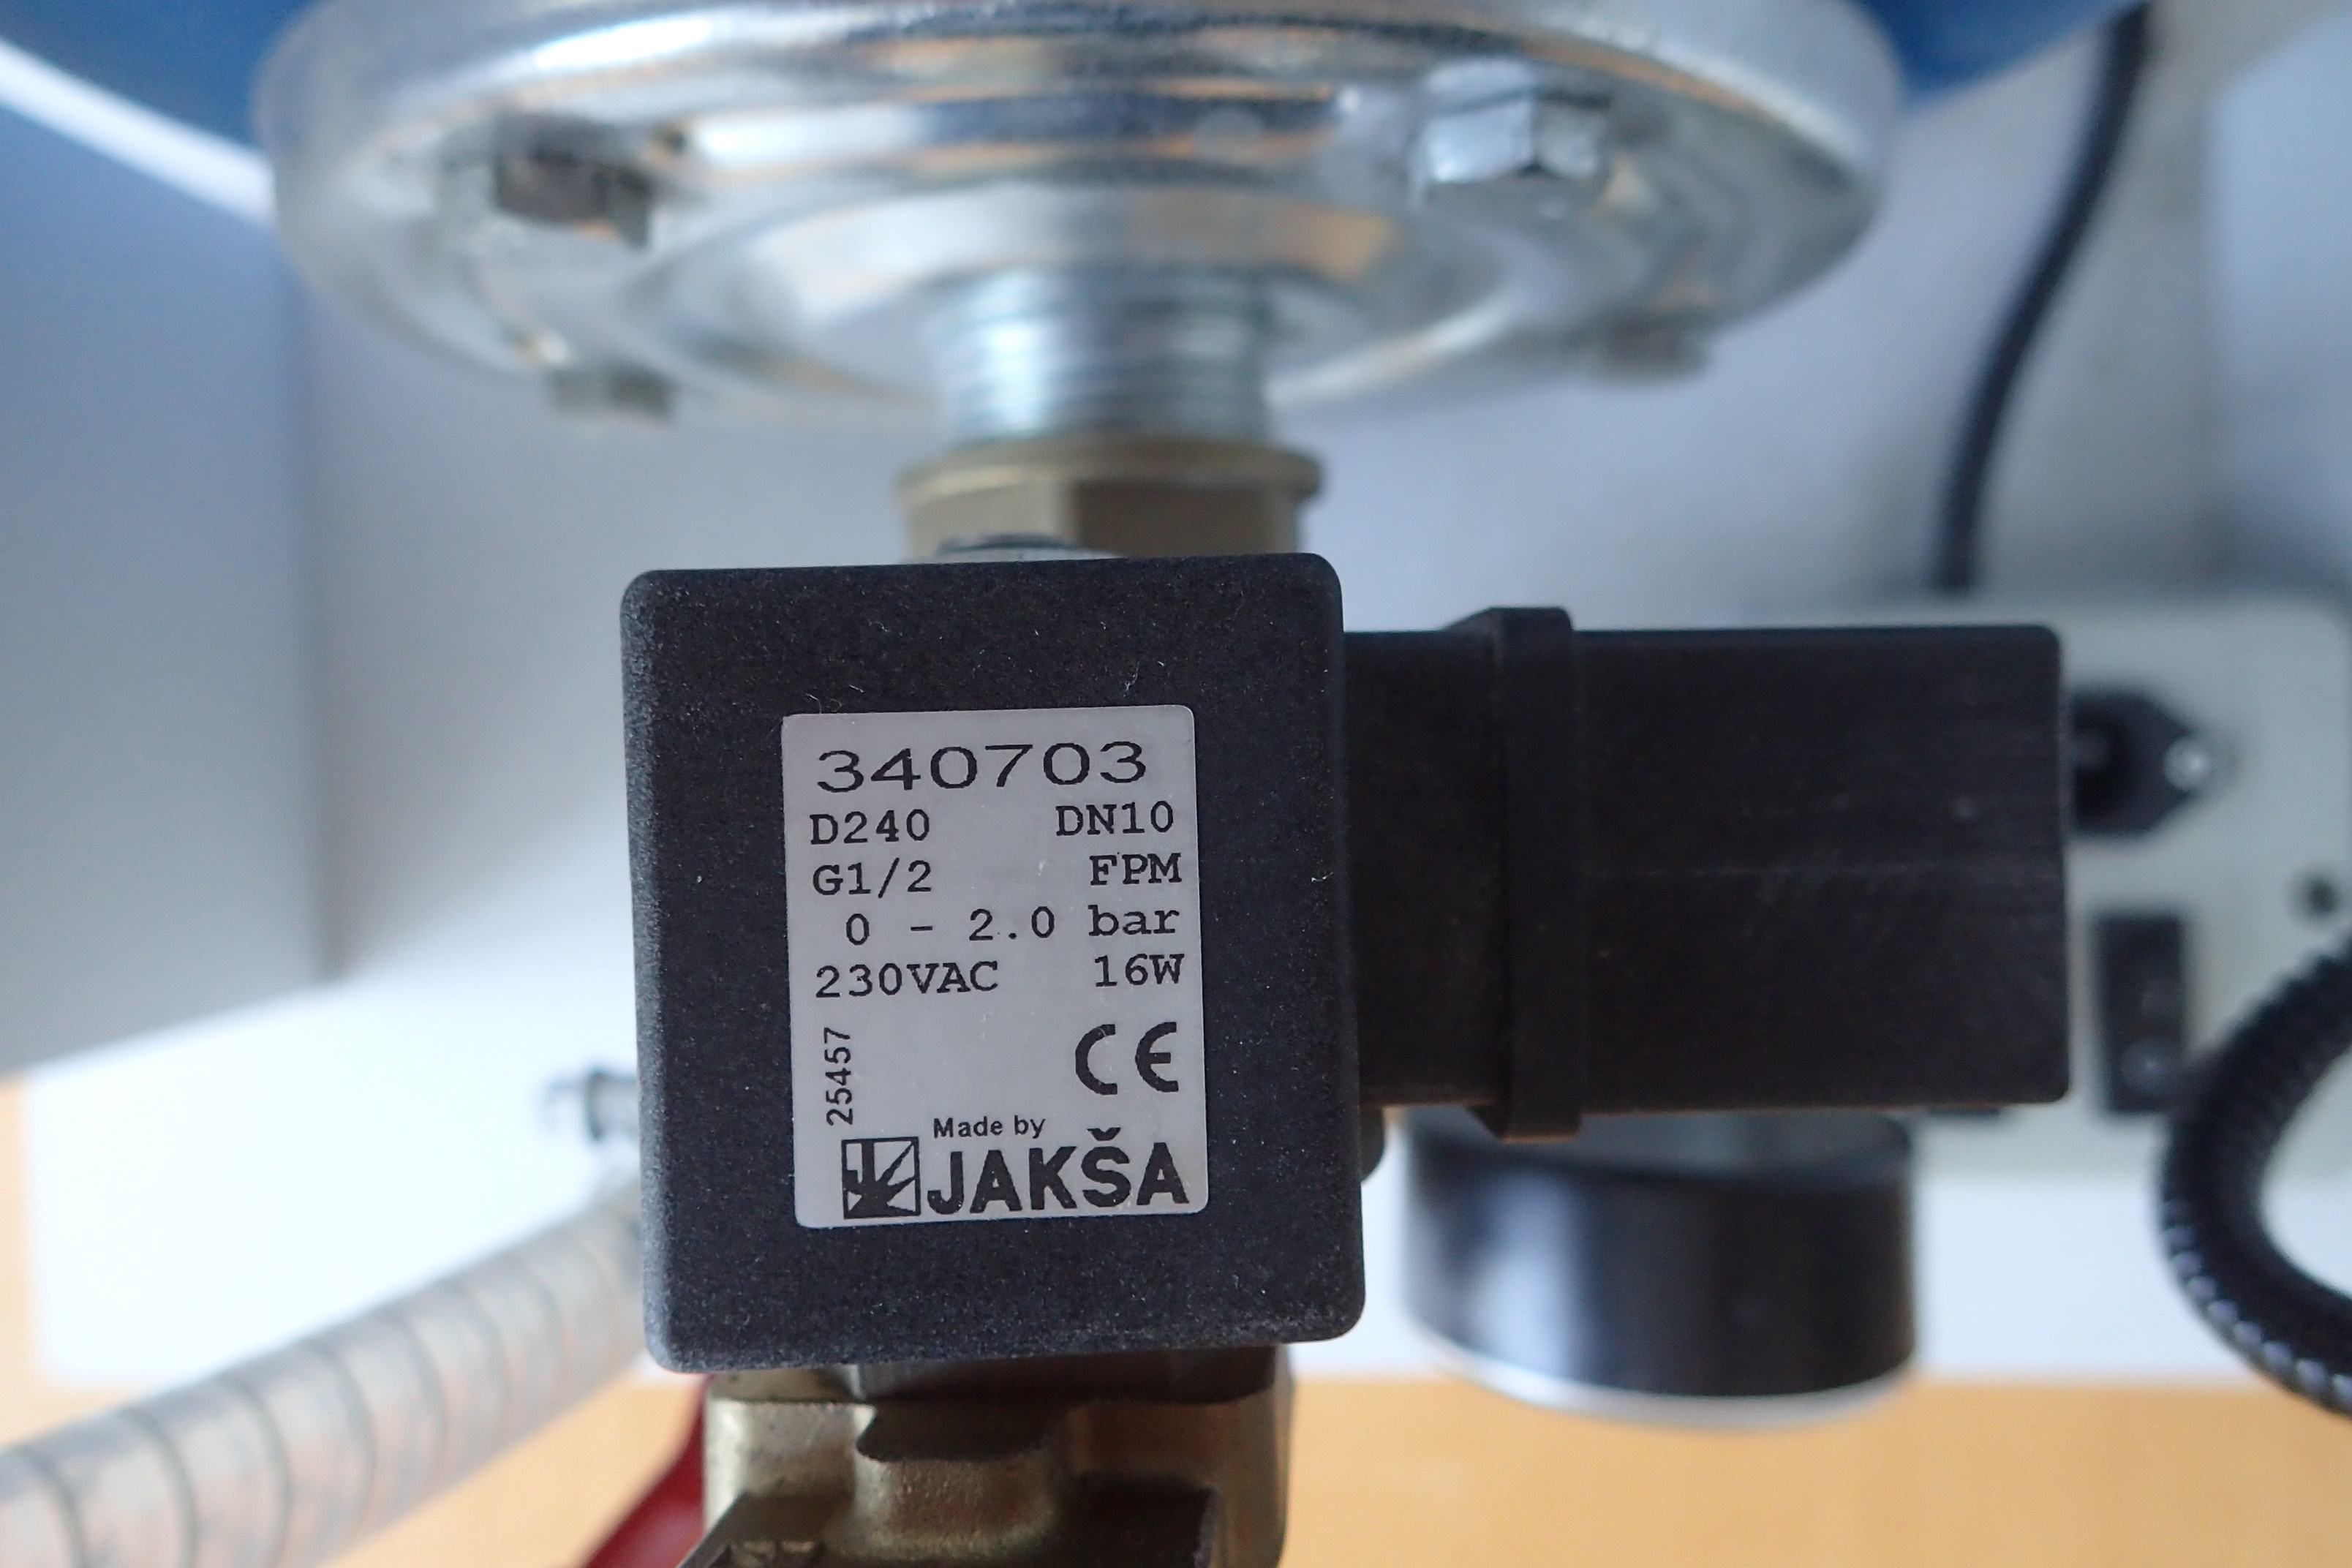 340703
D240 DN10
G1/2 FPM
0 - 2.0 bar
230VAC 16W
25457
CE
Made by
JAKŠA